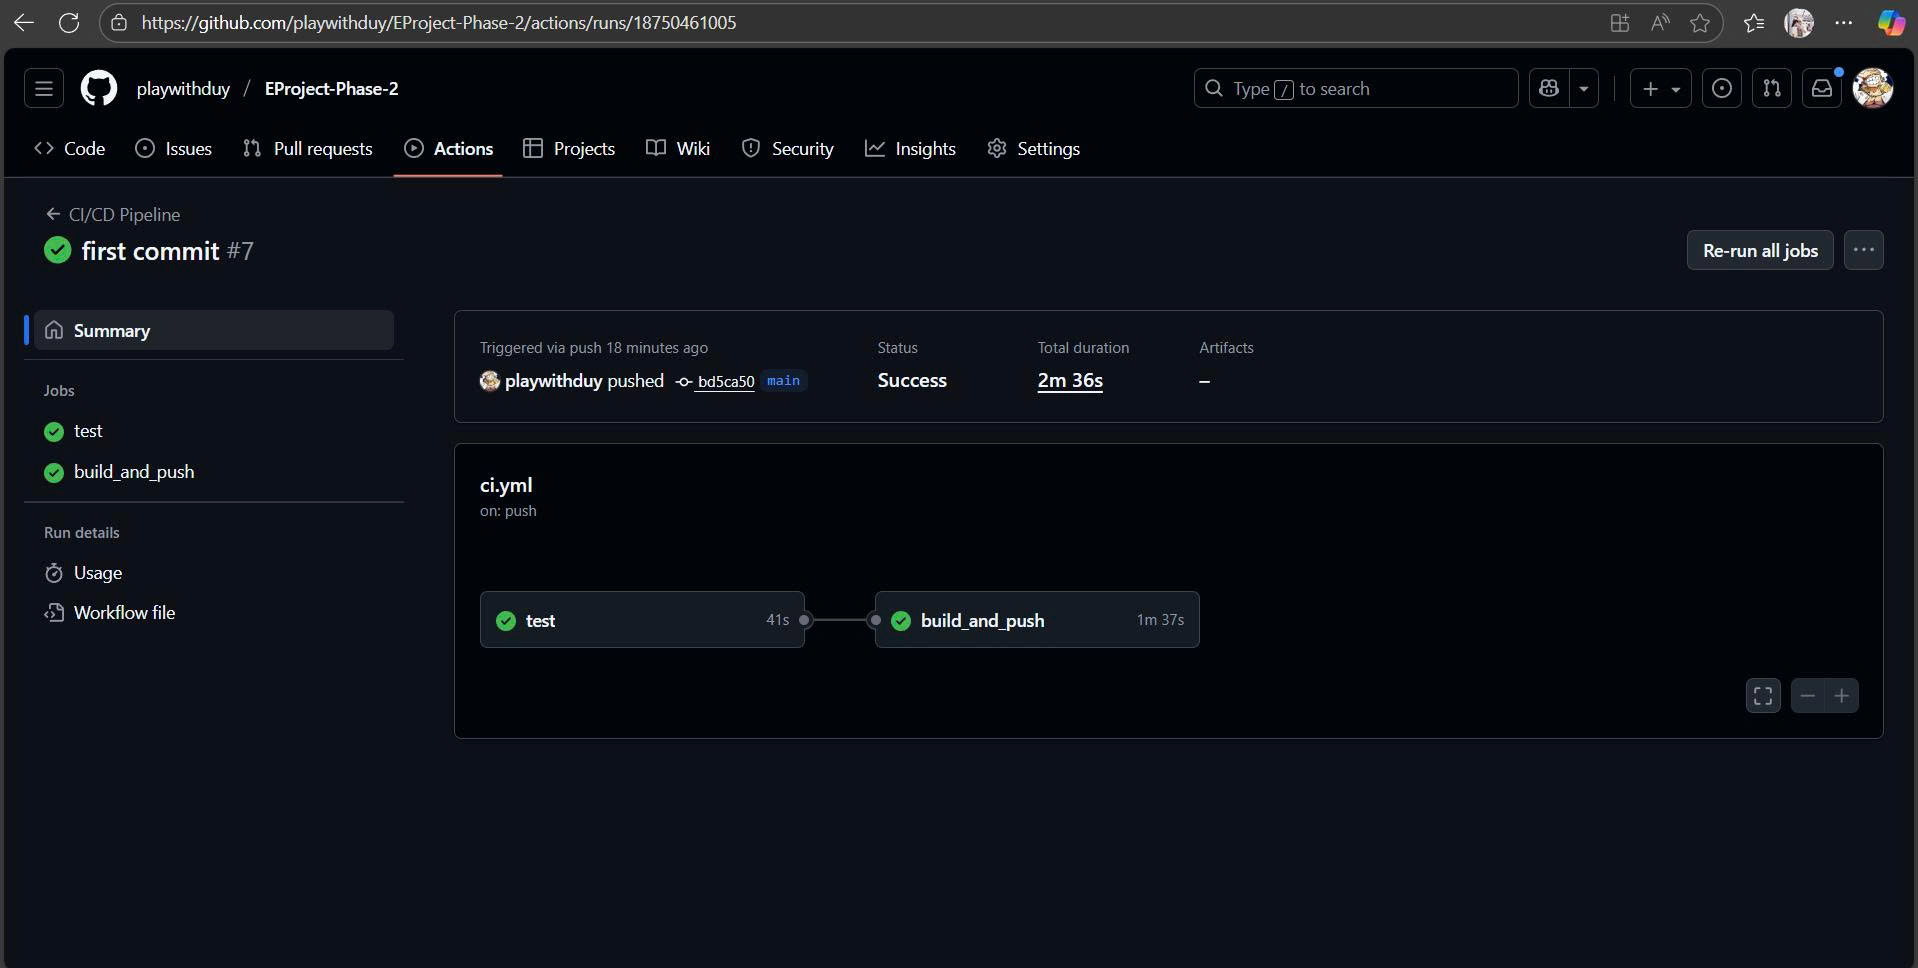 https://github.com/playwithduy/EProject-Phase-2/actions/runs/18750461005
playwithduy / EProject-Phase-2
Type / to search
Code
Issues
Pull requests
Actions
Projects
Wiki
Security
Insights
Settings
CI/CD Pipeline
first commit #7
Re-run all jobs
Summary
Jobs
test
build_and_push
Run details
Usage
Workflow file
Triggered via push 18 minutes ago
playwithduy pushed bd5ca50 main
Status
Success
Total duration
2m 36s
Artifacts
–
ci.yml
on: push
test 41s
build_and_push 1m 37s